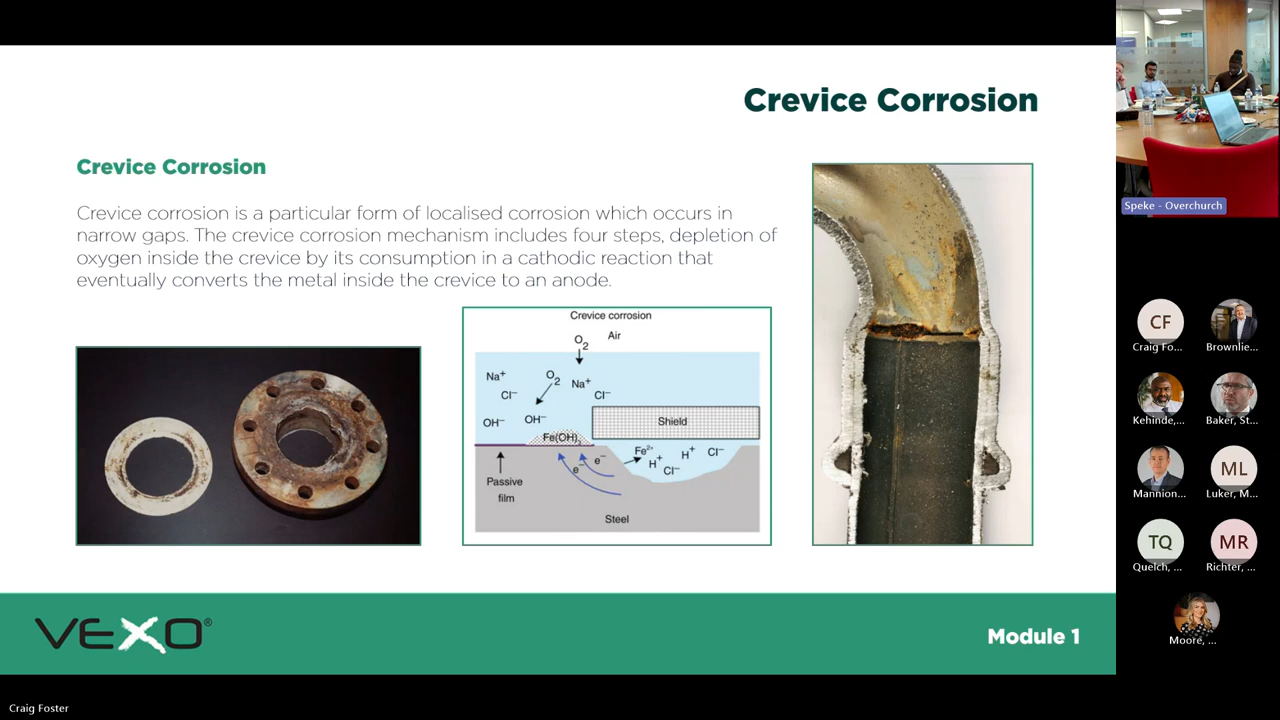 Crevice Corrosion
Crevice Corrosion
Crevice corrosion is a particular form of localised corrosion which occurs in
narrow gaps. The crevice corrosion mechanism includes four steps, depletion of
oxygen inside the crevice by its consumption in a cathodic reaction that
eventually converts the metal inside the crevice to an anode.
Crevice corrosion
Air
O2
Na+
O2
Na+
Cl−
Cl−
OH−
OH−
Shield
Fe(OH)3
Fe2+
H+
H+
Cl−
e−
e−
Cl−
Passive
film
Steel
VEXO®
Module 1
Speke - Overchurch
CF
Craig Fo...
Brownlie...
Kehinde,...
Baker, St...
Mannion...
ML
Luker, M...
TQ
Quelch, ...
MR
Richter, ...
Moore, ...
Craig Foster